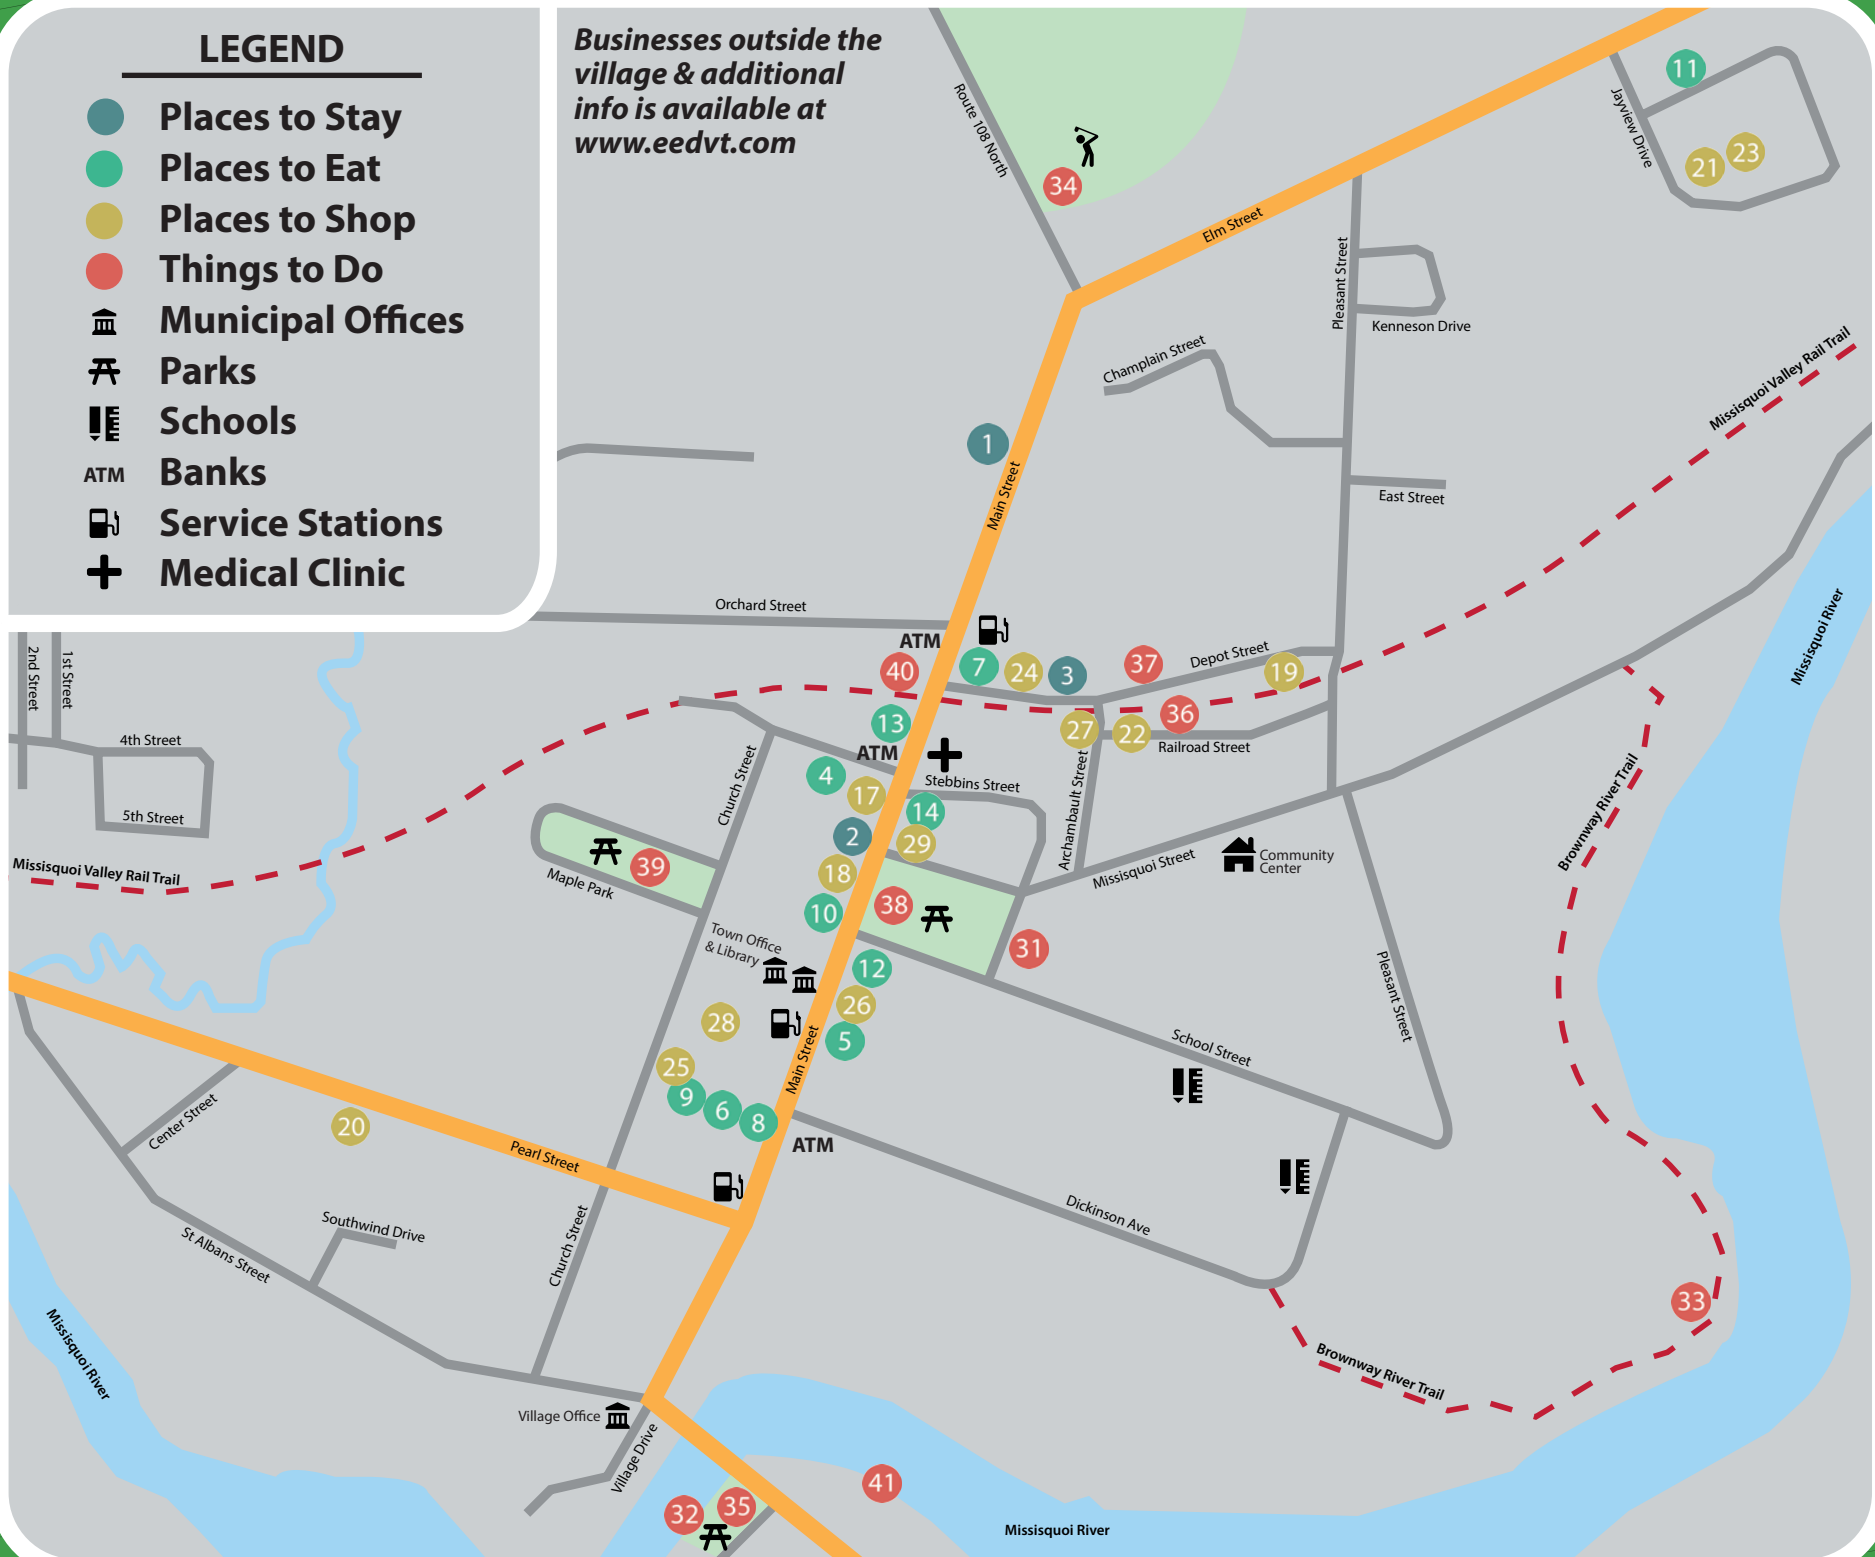 LEGEND
Places to Stay
Places to Eat
Places to Shop
Things to Do
Municipal Offices
Parks
Schools
ATM Banks
Service Stations
Medical Clinic
Businesses outside the
village & additional
info is available at
www.eedvt.com
Route 108 North
34
Elm Street
Jayview Drive
11
21
23
Pleasant Street
Kenneson Drive
Champlain Street
East Street
Missisquoi Valley Rail Trail
Missisquoi River
1
Main Street
Orchard Street
ATM
40
7
24
3
37
Depot Street
19
2nd Street
1st Street
4th Street
5th Street
Missisquoi Valley Rail Trail
13
ATM
27
22
36
Railroad Street
Church Street
4
17
Stebbins Street
14
2
29
Archambault Street
Missisquoi Street
Community
Center
Brownway River Trail
39
Maple Park
18
10
38
31
Town Office
& Library
12
26
5
28
25
9
6
8
Main Street
ATM
School Street
Pleasant Street
Dickinson Ave
Center Street
20
Pearl Street
Southwind Drive
St Albans Street
Church Street
Missisquoi River
33
Brownway River Trail
Village Office
Village Drive
32
35
41
Missisquoi River